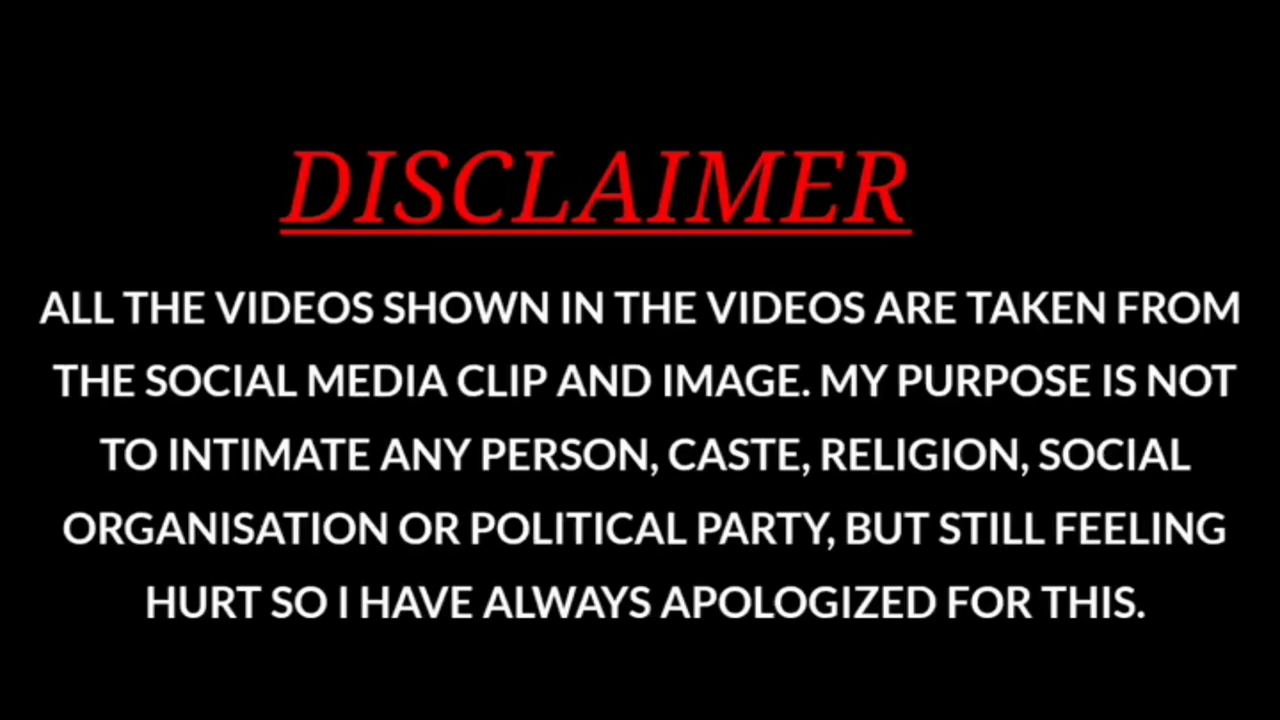 DISCLAIMER
ALL THE VIDEOS SHOWN IN THE VIDEOS ARE TAKEN FROM
THE SOCIAL MEDIA CLIP AND IMAGE. MY PURPOSE IS NOT
TO INTIMATE ANY PERSON, CASTE, RELIGION, SOCIAL
ORGANISATION OR POLITICAL PARTY, BUT STILL FEELING
HURT SO I HAVE ALWAYS APOLOGIZED FOR THIS.